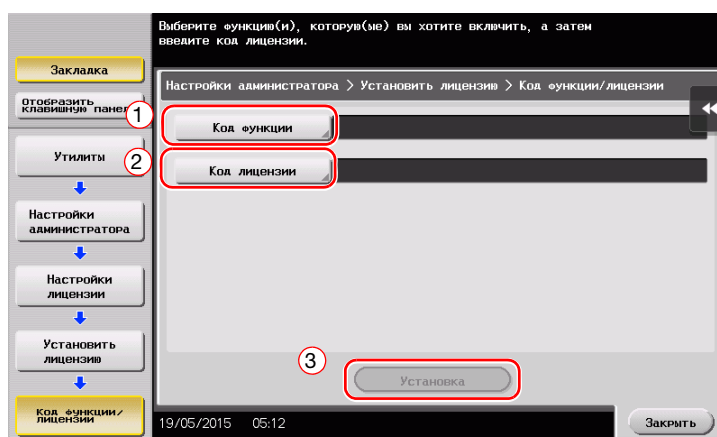 Выберите функцию(и), которую(ые) вы хотите включить, а затем
введите код лицензии.
Закладка
Отобразить
клавишную панель
Настройки администратора > Установить лицензию > Код функции/лицензии
1
Код функции
2
Код лицензии
Утилиты
Настройки
администратора
Настройки
лицензии
Установить
лицензию
Код функции/
лицензии
3
Установка
19/05/2015 05:12
Закрыть